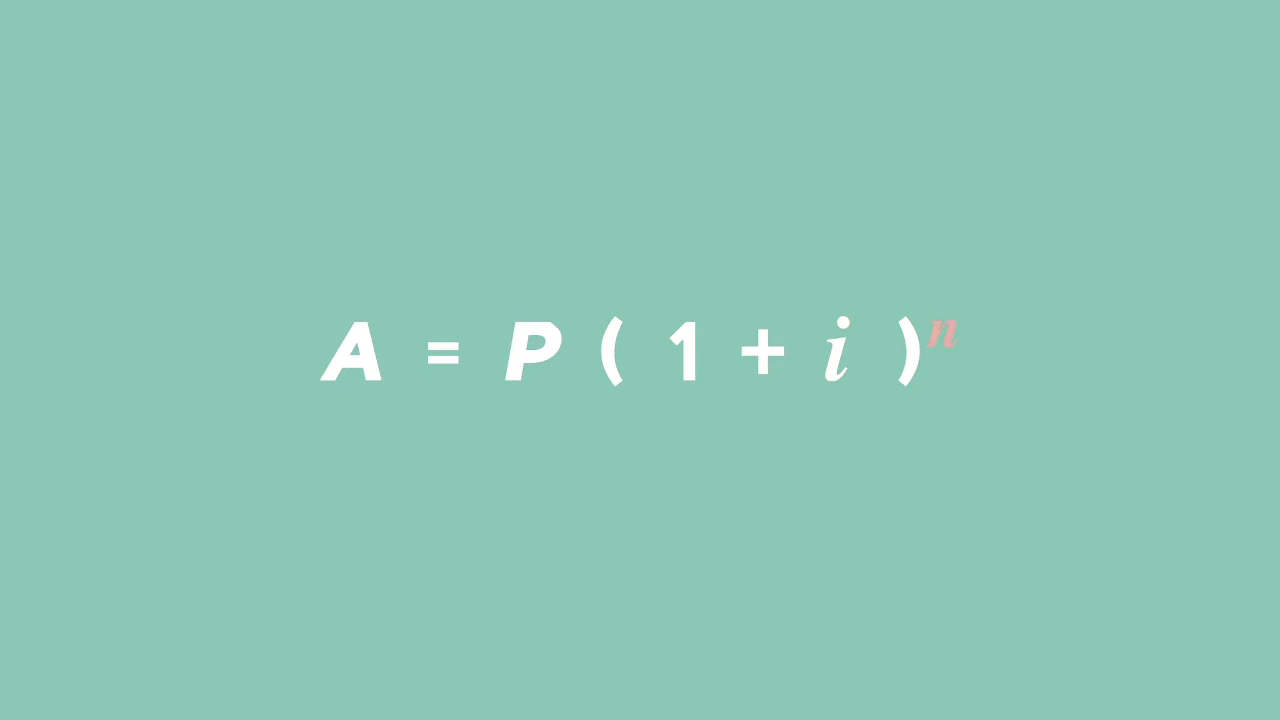 A = P ( 1 + i )ⁿ